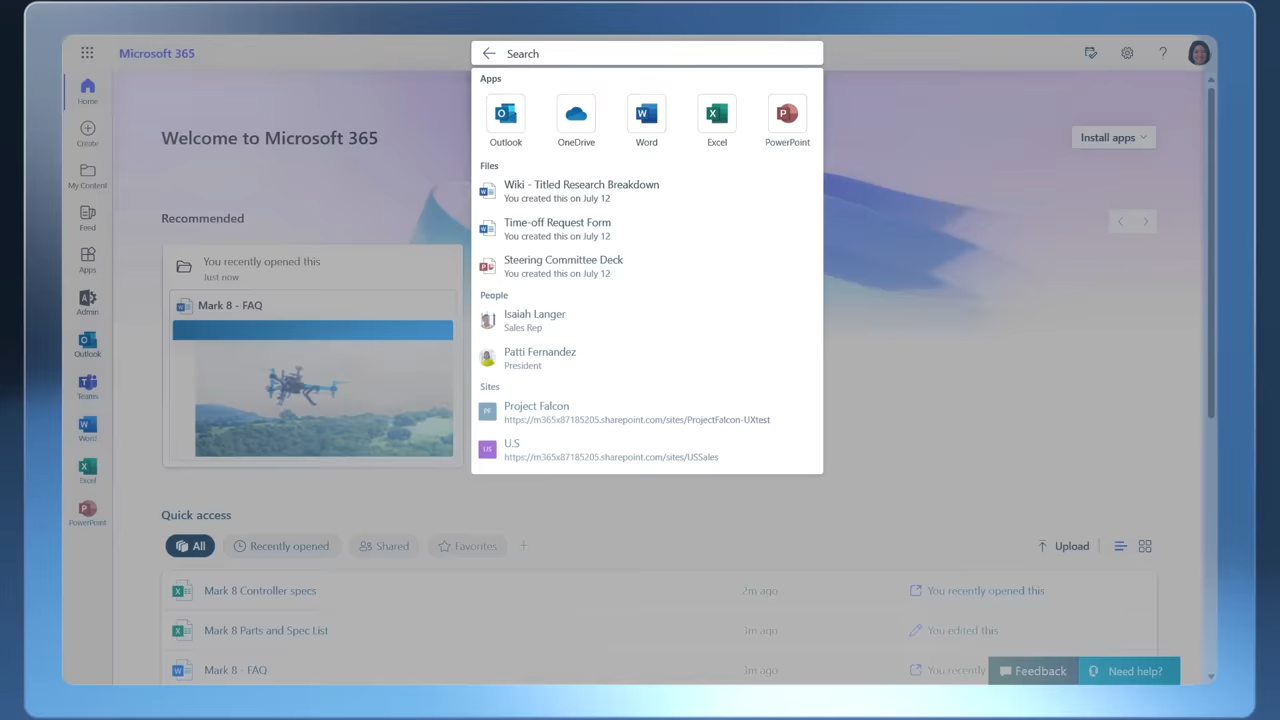 Microsoft 365
Search
Home
Create
My Content
Feed
Apps
Admin
Outlook
Teams
Word
Excel
PowerPoint
Welcome to Microsoft 365
Install apps
Recommended
You recently opened this
Just now
Mark 8 - FAQ
Apps
Outlook
OneDrive
Word
Excel
PowerPoint
Files
Wiki - Titled Research Breakdown
You created this on July 12
Time-off Request Form
You created this on July 12
Steering Committee Deck
You created this on July 12
People
Isaiah Langer
Sales Rep
Patti Fernandez
President
Sites
PF
Project Falcon
https://m365x87185205.sharepoint.com/sites/ProjectFalcon-UXtest
US
U.S
https://m365x87185205.sharepoint.com/sites/USSales
Quick access
All
Recently opened
Shared
Favorites
Upload
Mark 8 Controller specs
2m ago
You recently opened this
Mark 8 Parts and Spec List
3m ago
You edited this
Mark 8 - FAQ
3m ago
You recently
Feedback
Need help?